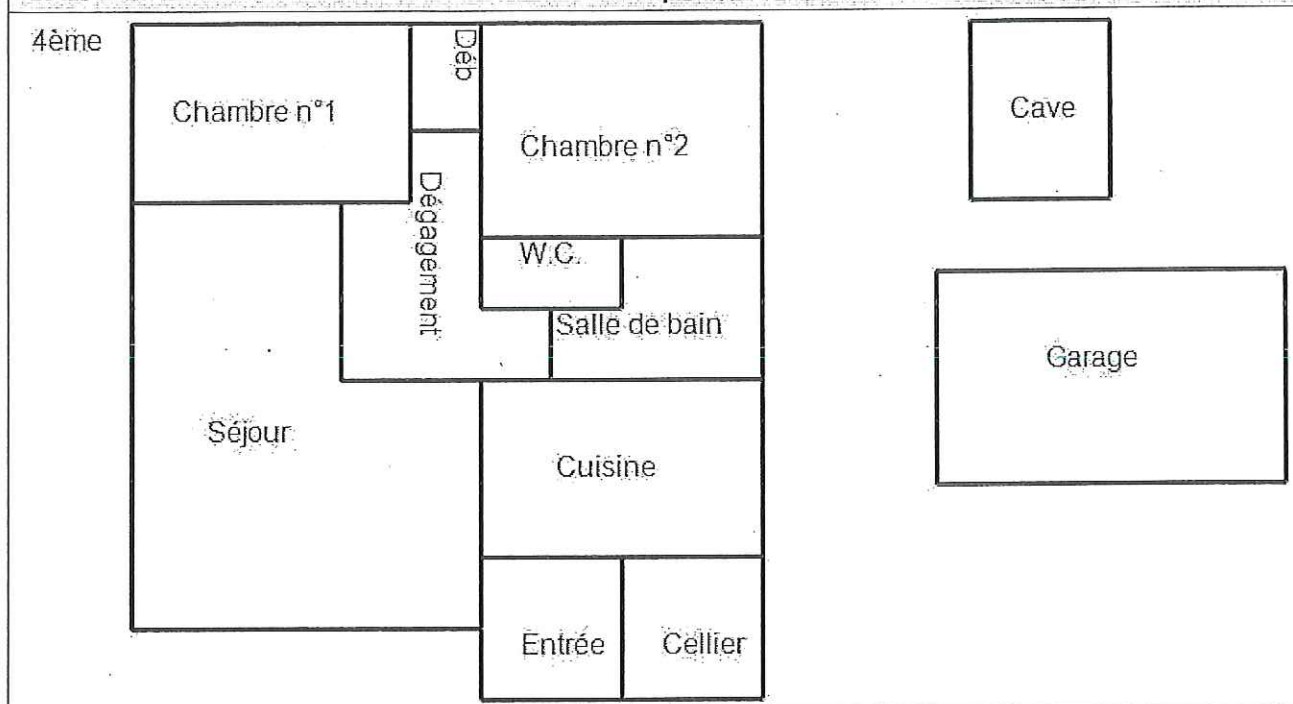 4ème
Chambre n°1
Déb
Chambre n°2
Cave
Dégagement
W.C.
Salle de bain
Garage
Séjour
Cuisine
Entrée
Cellier